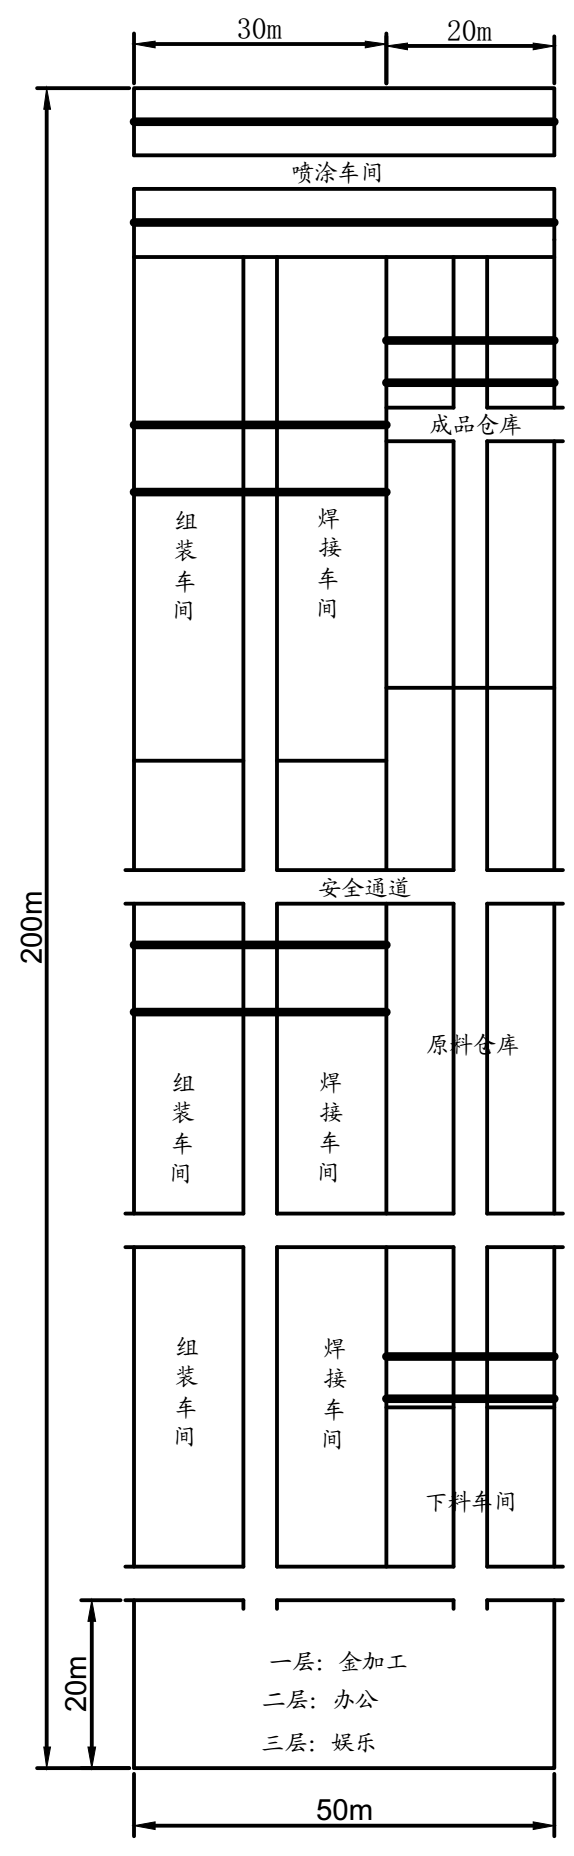 30m
20m
喷涂车间
成品仓库
组装车间
焊接车间
安全通道
200m
原料仓库
组装车间
焊接车间
组装车间
焊接车间
下料车间
20m
一层：金加工
二层：办公
三层：娱乐
50m